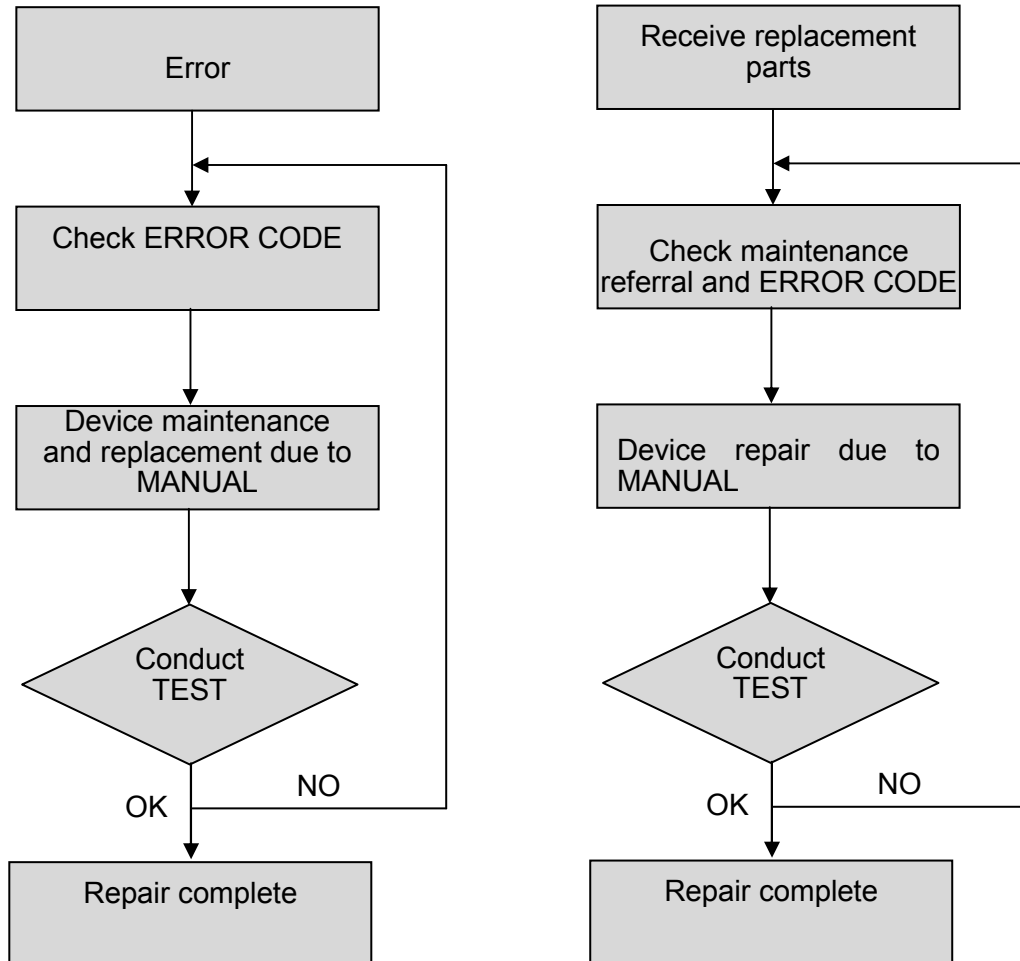 Error
Check ERROR CODE
Device maintenance
and replacement due to
MANUAL
Conduct
TEST
OK
NO
Repair complete
Receive replacement
parts
Check maintenance
referral and ERROR CODE
Device repair due to
MANUAL
Conduct
TEST
OK
NO
Repair complete